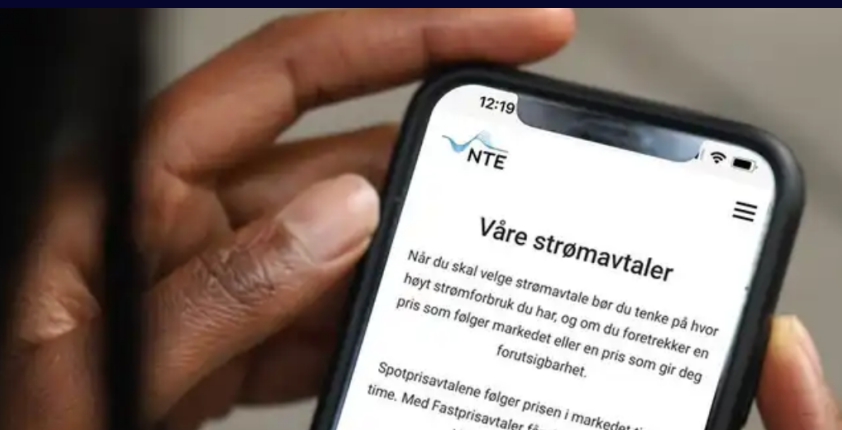 12:19
NTE
Våre strømavtaler
Når du skal velge strømavtale bør du tenke på hvor
høyt strømforbruk du har, og om du foretrekker en
pris som følger markedet eller en pris som gir deg
forutsigbarhet.
Spotprisavtalene følger prisen i markedet
time. Med Fastprisavtaler